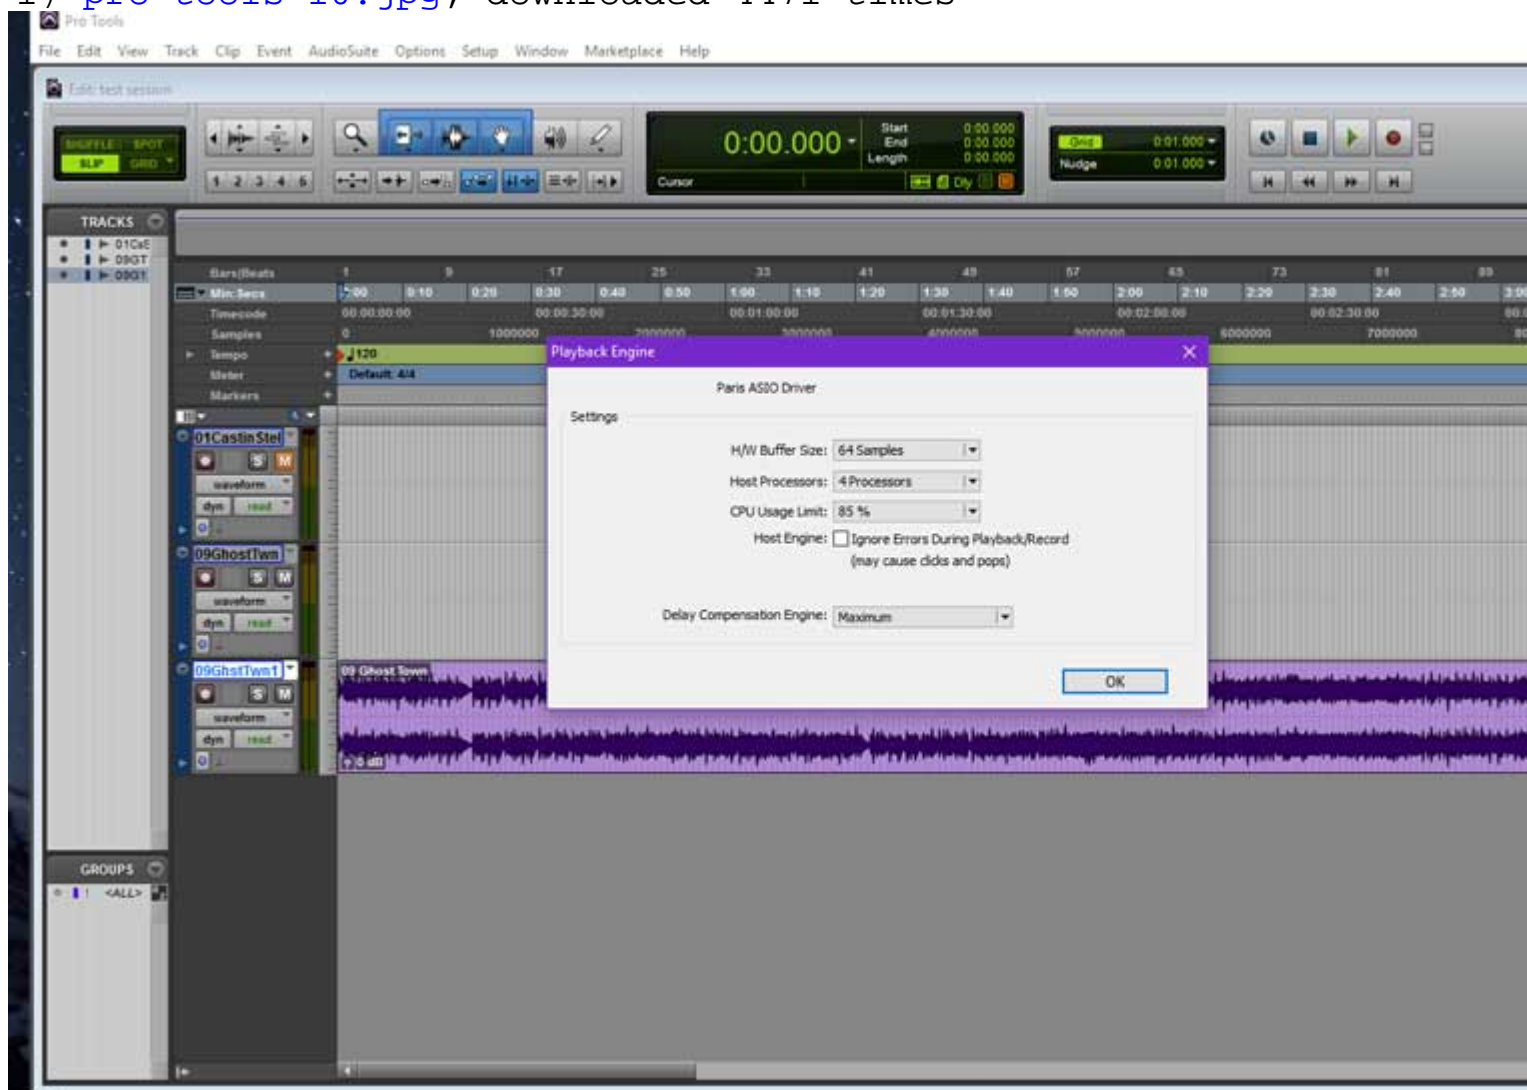 Pro Tools
File Edit View Track Clip Event AudioSuite Options Setup Window Marketplace Help
Edit: test session
SHUFFLE SPOT
SLIP GRID
1 2 3 4 5
0:00.000
Start 0:00.000
End 0:00.000
Length 0:00.000
Cursor
Dly
Grid 0:01.000
Nudge 0:01.000
TRACKS
09GT
Bars|Beats 1 9 17 25 33 41 49 57 65 73 81 89
Min:Secs 0:10 0:20 0:30 0:40 0:50 1:00 1:10 1:20 1:30 1:40 1:50 2:00 2:10 2:20 2:30 2:40 2:50
Timecode 00:00:00:00 00:00:30:00 00:01:00:00 00:01:30:00 00:02:00:00 00:02:30:00
Samples 0 1000000 2000000 3000000 4000000 5000000 6000000 7000000
Tempo 120
Meter Default: 4/4
Markers
01CastinStel
S M
waveform
dyn read
09GhostTwn
S M
waveform
dyn read
09GhstTwn1
S M
waveform
dyn read
09 Ghost Town
0 dB
Playback Engine
Paris ASIO Driver
Settings
H/W Buffer Size: 64 Samples
Host Processors: 4 Processors
CPU Usage Limit: 85 %
Host Engine: Ignore Errors During Playback/Record
(may cause clicks and pops)
Delay Compensation Engine: Maximum
OK
GROUPS
<ALL>